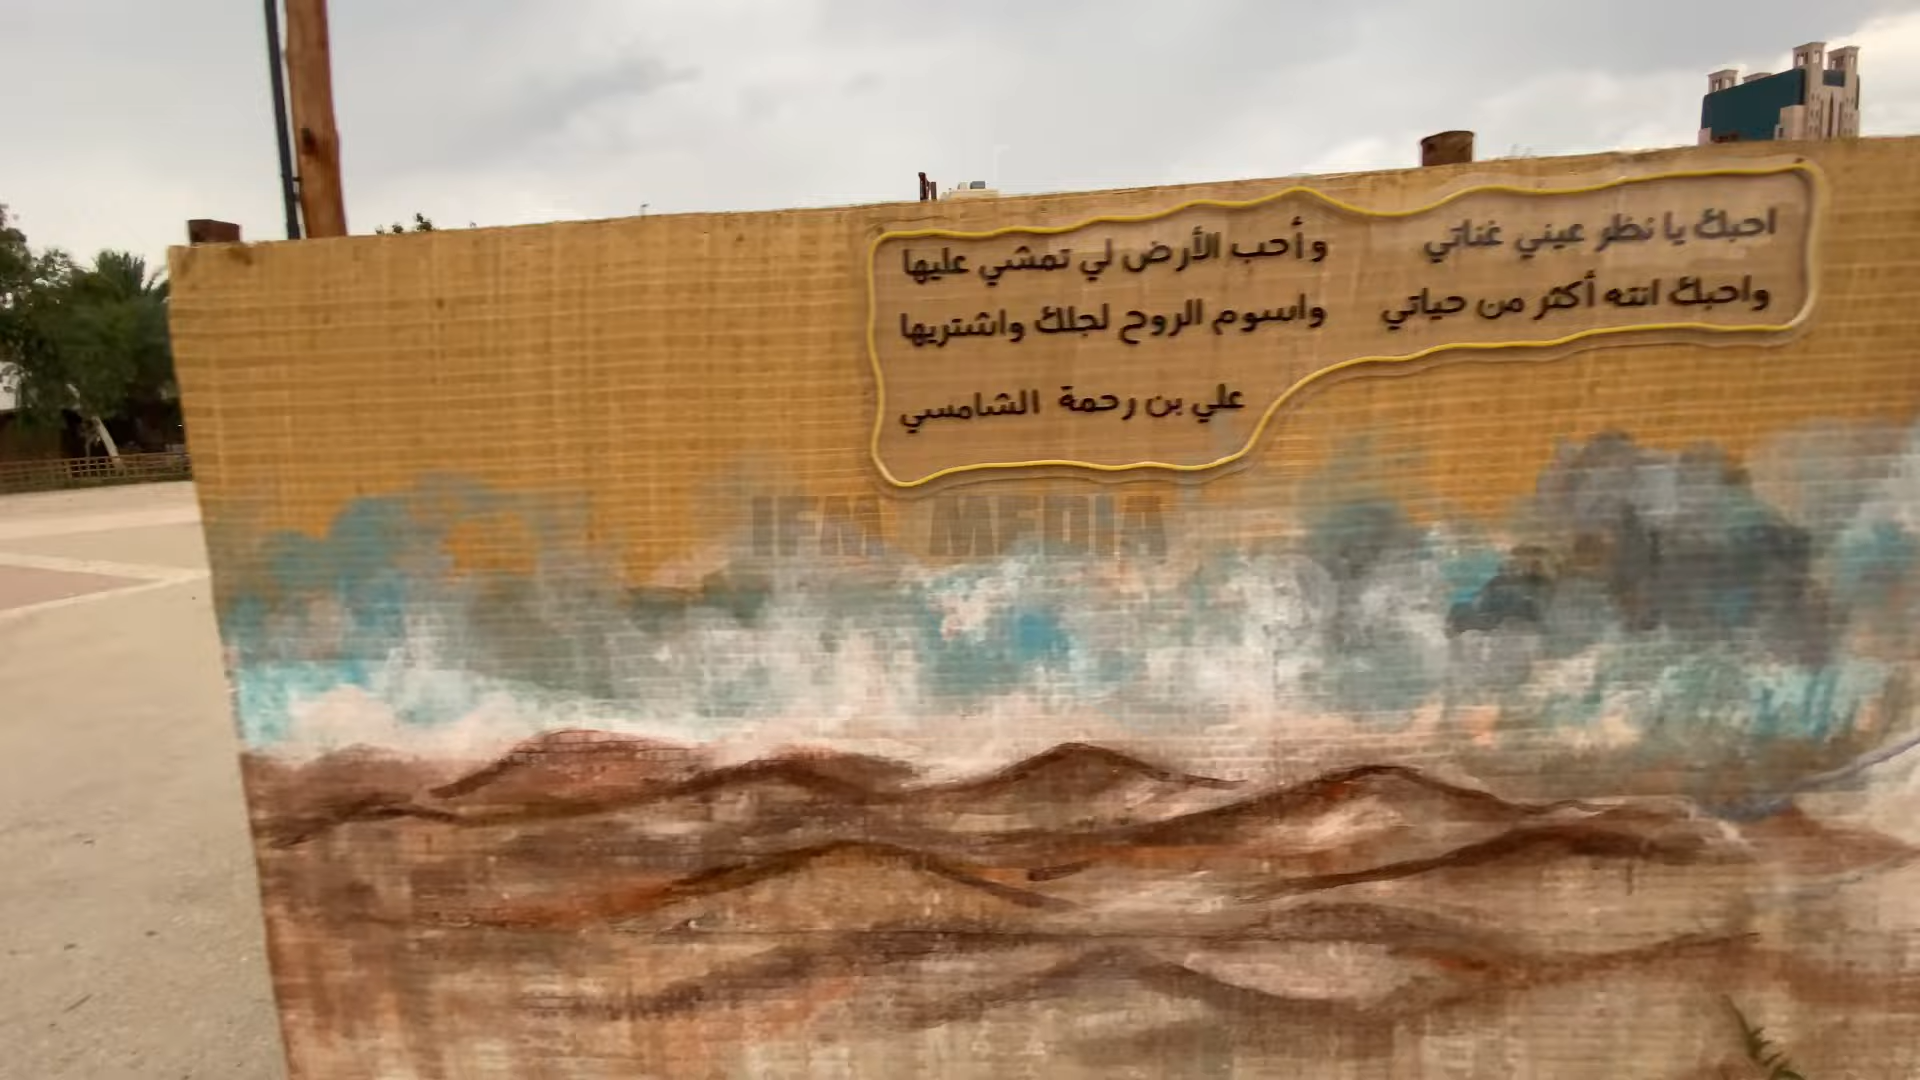 احبك يا نظر عيني غناتي وأحب الأرض لي تمشي عليها
واحبك انته أكثر من حياتي واسوم الروح لجلك واشتريها
علي بن رحمة الشامسي
IFM MEDIA